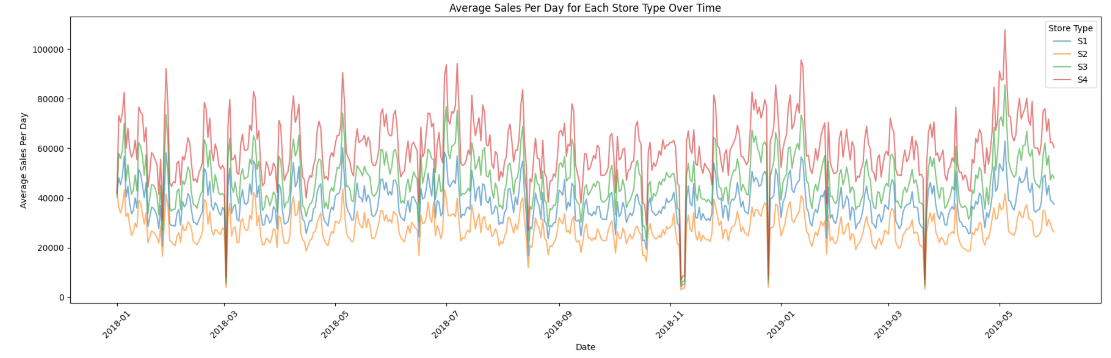 Average Sales Per Day for Each Store Type Over Time
Store Type
S1
S2
S3
S4
Average Sales Per Day
100000
80000
60000
40000
20000
0
2018-01
2018-03
2018-05
2018-07
2018-09
2018-11
2019-01
2019-03
2019-05
Date